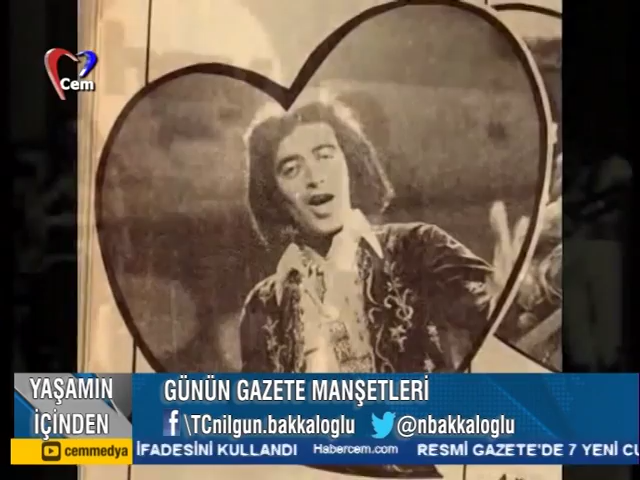 Cem
YAŞAMIN
İÇİNDEN
GÜNÜN GAZETE MANŞETLERİ
f\TCnilgun.bakkaloglu @nbakkaloglu
cemmedya İFADESİNİ KULLANDI Habercem.com RESMİ GAZETE'DE 7 YENİ CU